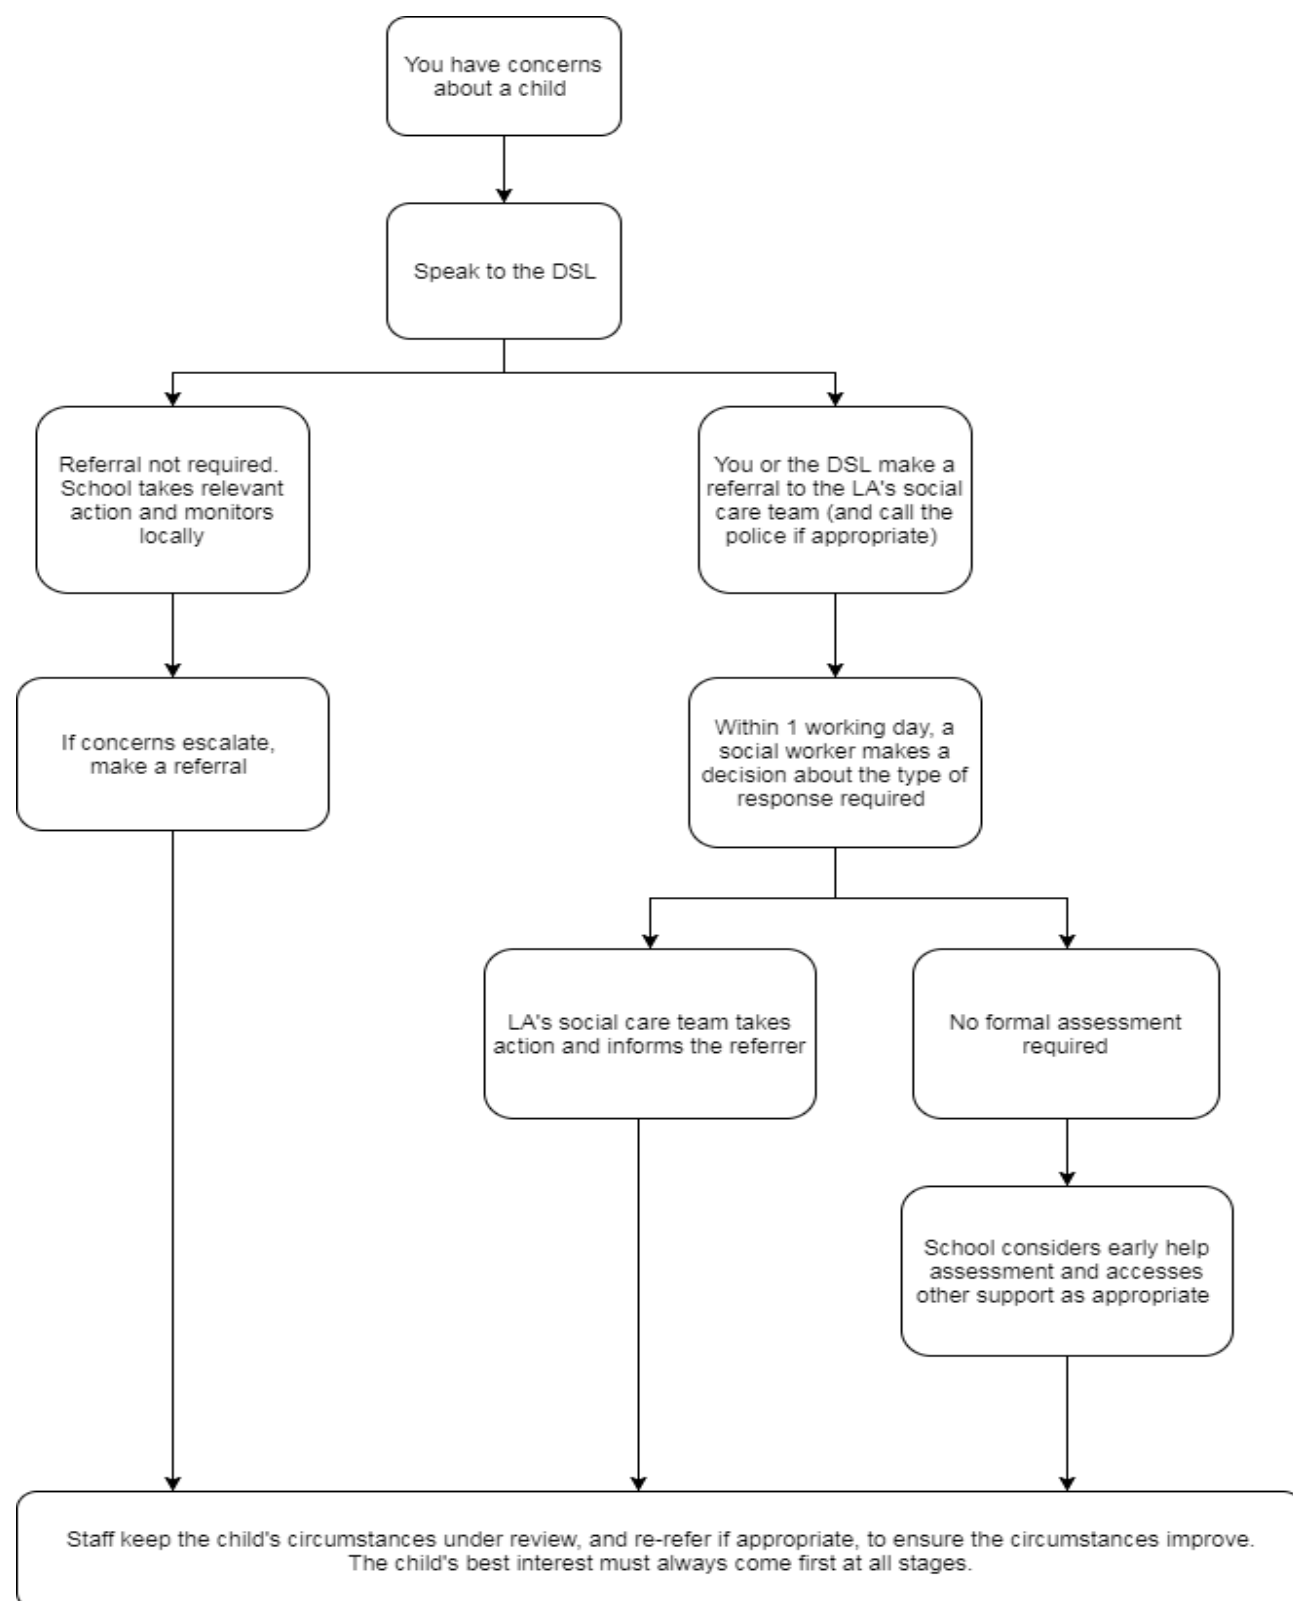 You have concerns
about a child
Speak to the DSL
Referral not required.
School takes relevant
action and monitors
locally
You or the DSL make a
referral to the LA's social
care team (and call the
police if appropriate)
If concerns escalate,
make a referral
Within 1 working day, a
social worker makes a
decision about the type of
response required
LA's social care team takes
action and informs the referrer
No formal assessment
required
School considers early help
assessment and accesses
other support as appropriate
Staff keep the child's circumstances under review, and re-refer if appropriate, to ensure the circumstances improve.
The child's best interest must always come first at all stages.